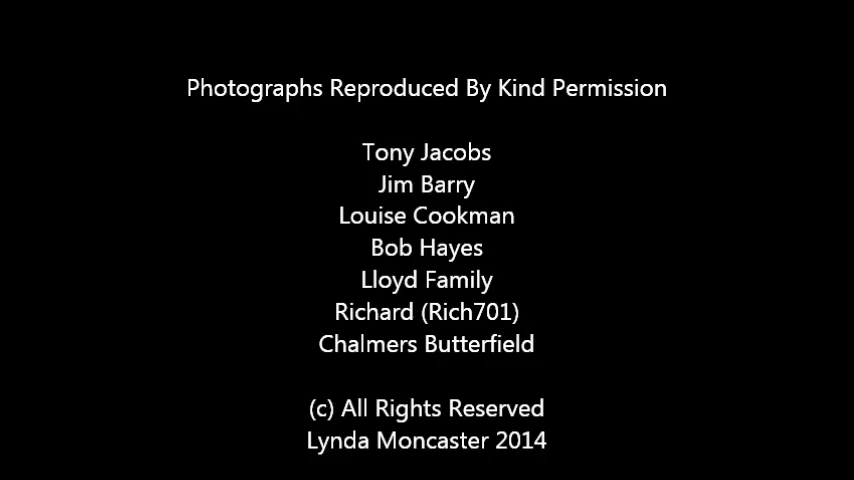 Photographs Reproduced By Kind Permission
Tony Jacobs
Jim Barry
Louise Cookman
Bob Hayes
Lloyd Family
Richard (Rich701)
Chalmers Butterfield
(c) All Rights Reserved
Lynda Moncaster 2014